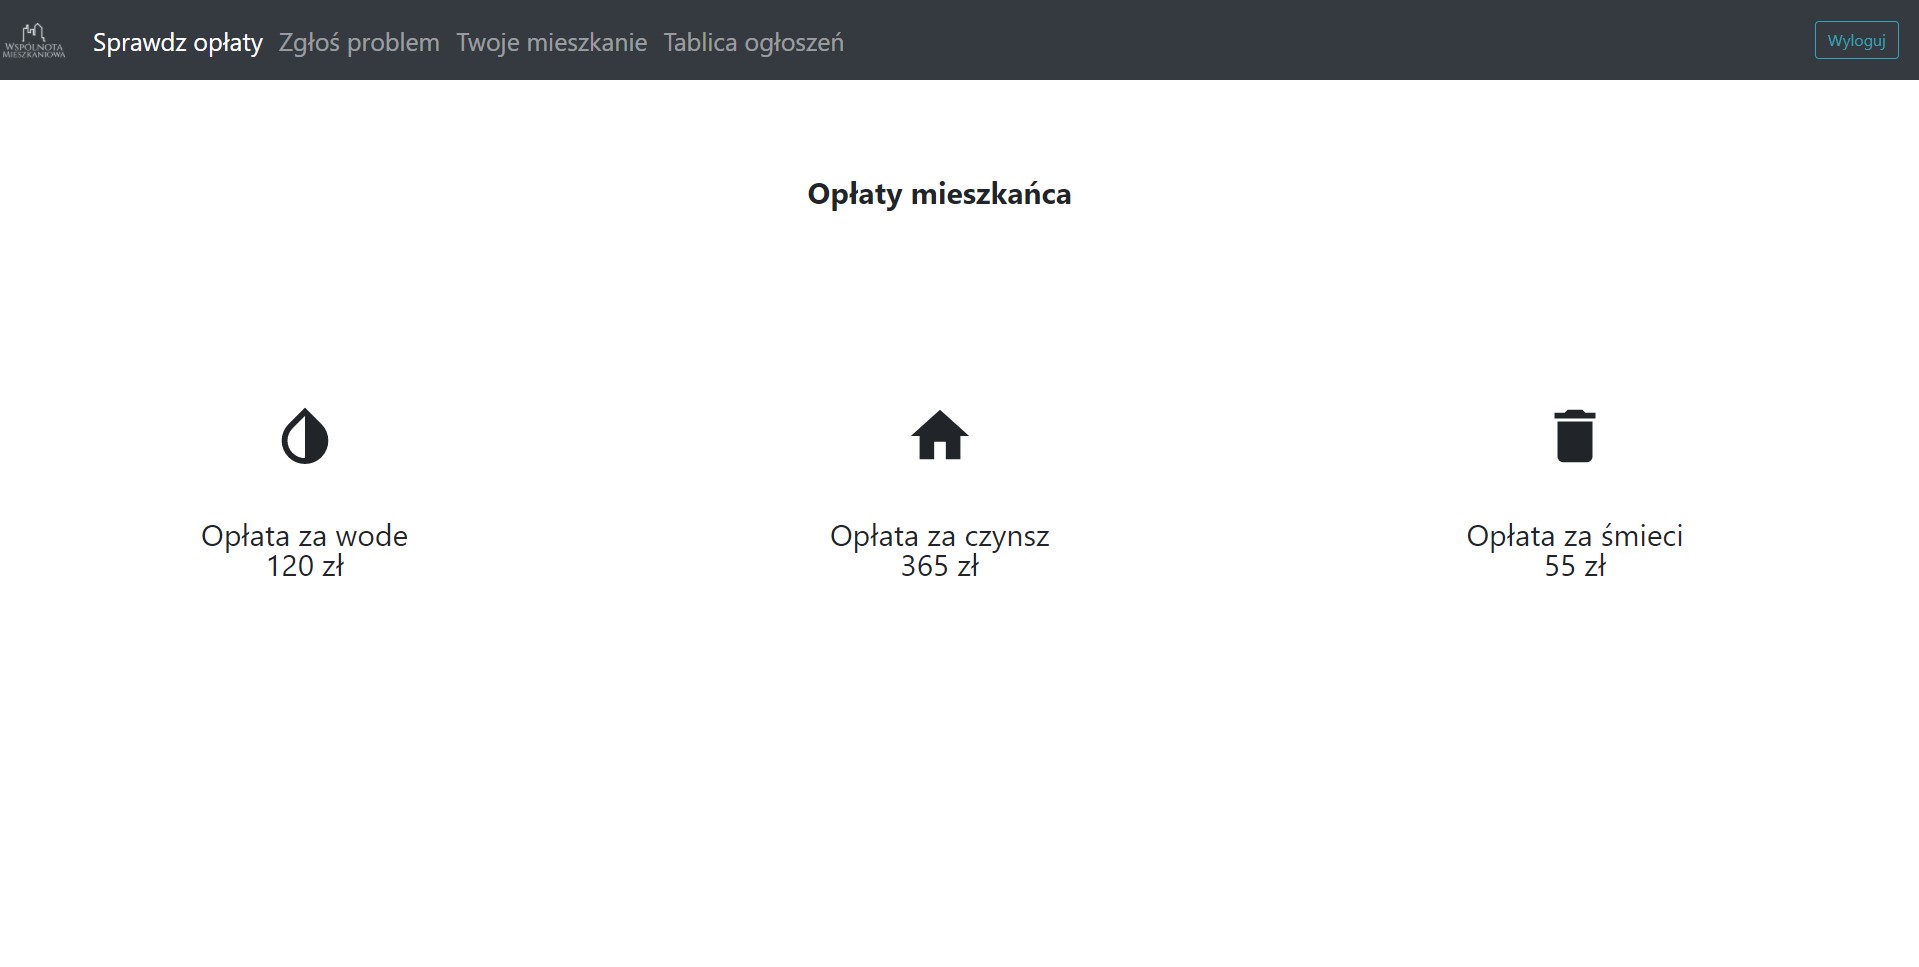 WSPÓLNOTA
MIESZKANIOWA
Sprawdz opłaty Zgłoś problem Twoje mieszkanie Tablica ogłoszeń
Wyloguj
Opłaty mieszkańca
Opłata za wode
120 zł
Opłata za czynsz
365 zł
Opłata za śmieci
55 zł